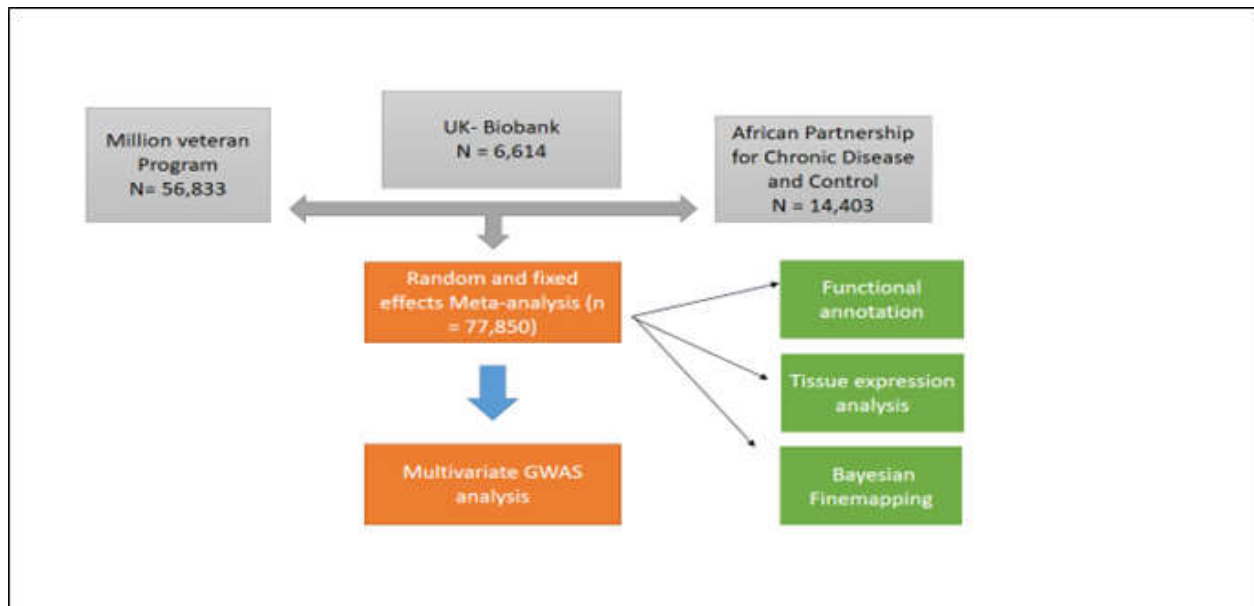 Million veteran
Program
N= 56,833
UK- Biobank
N = 6,614
African Partnership
for Chronic Disease
and Control
N = 14,403
Random and fixed
effects Meta-analysis (n
= 77,850)
Functional
annotation
Tissue expression
analysis
Multivariate GWAS
analysis
Bayesian
Finemapping